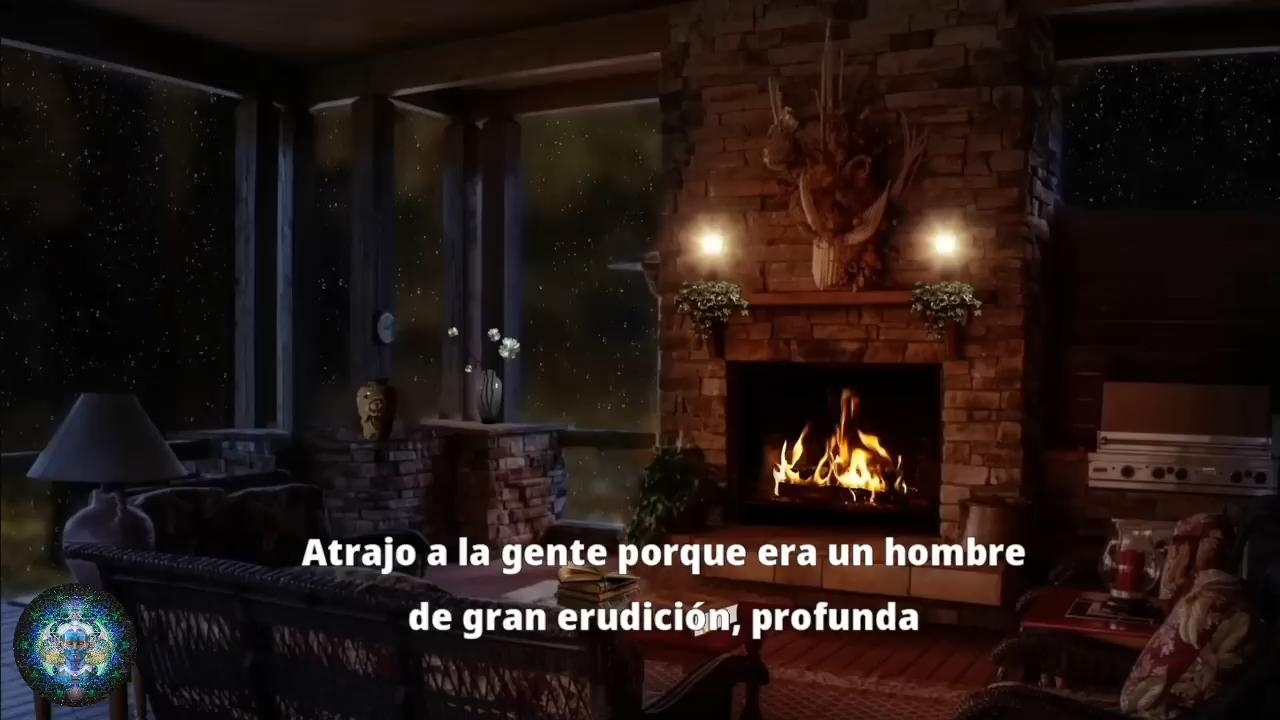 Atrajo a la gente porque era un hombre
de gran erudición, profunda